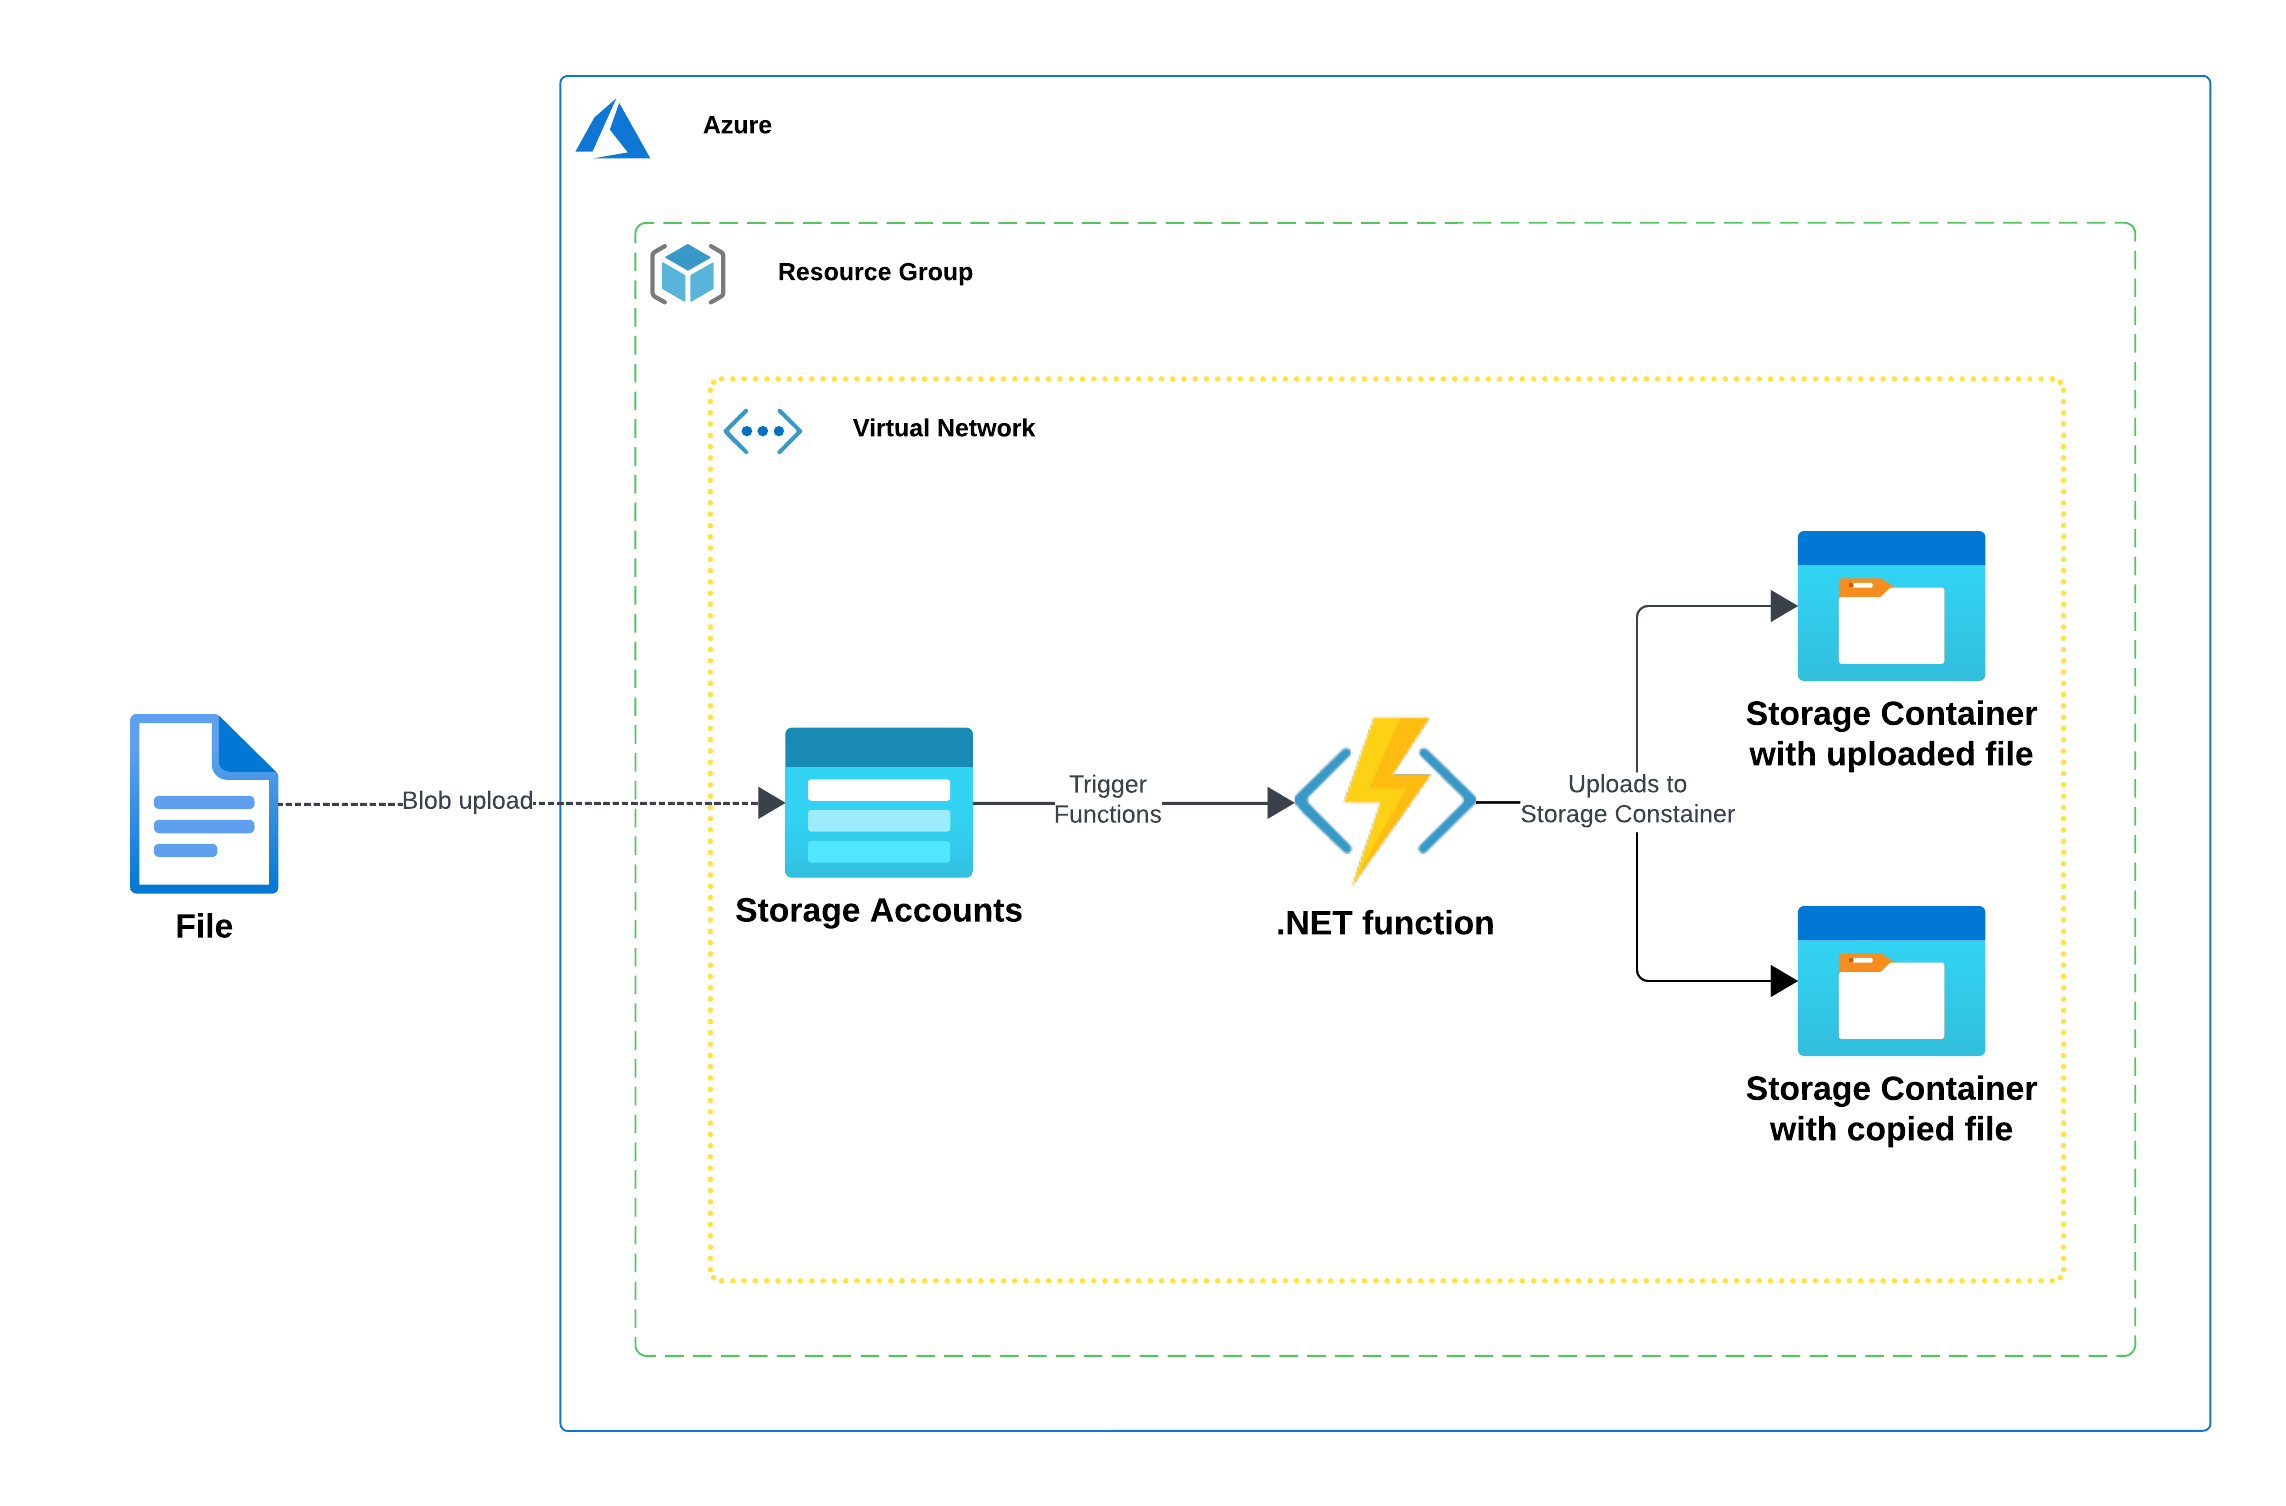 Azure
Resource Group
Virtual Network
File
Blob upload
Storage Accounts
Trigger
Functions
.NET function
Uploads to
Storage Constainer
Storage Container
with uploaded file
Storage Container
with copied file